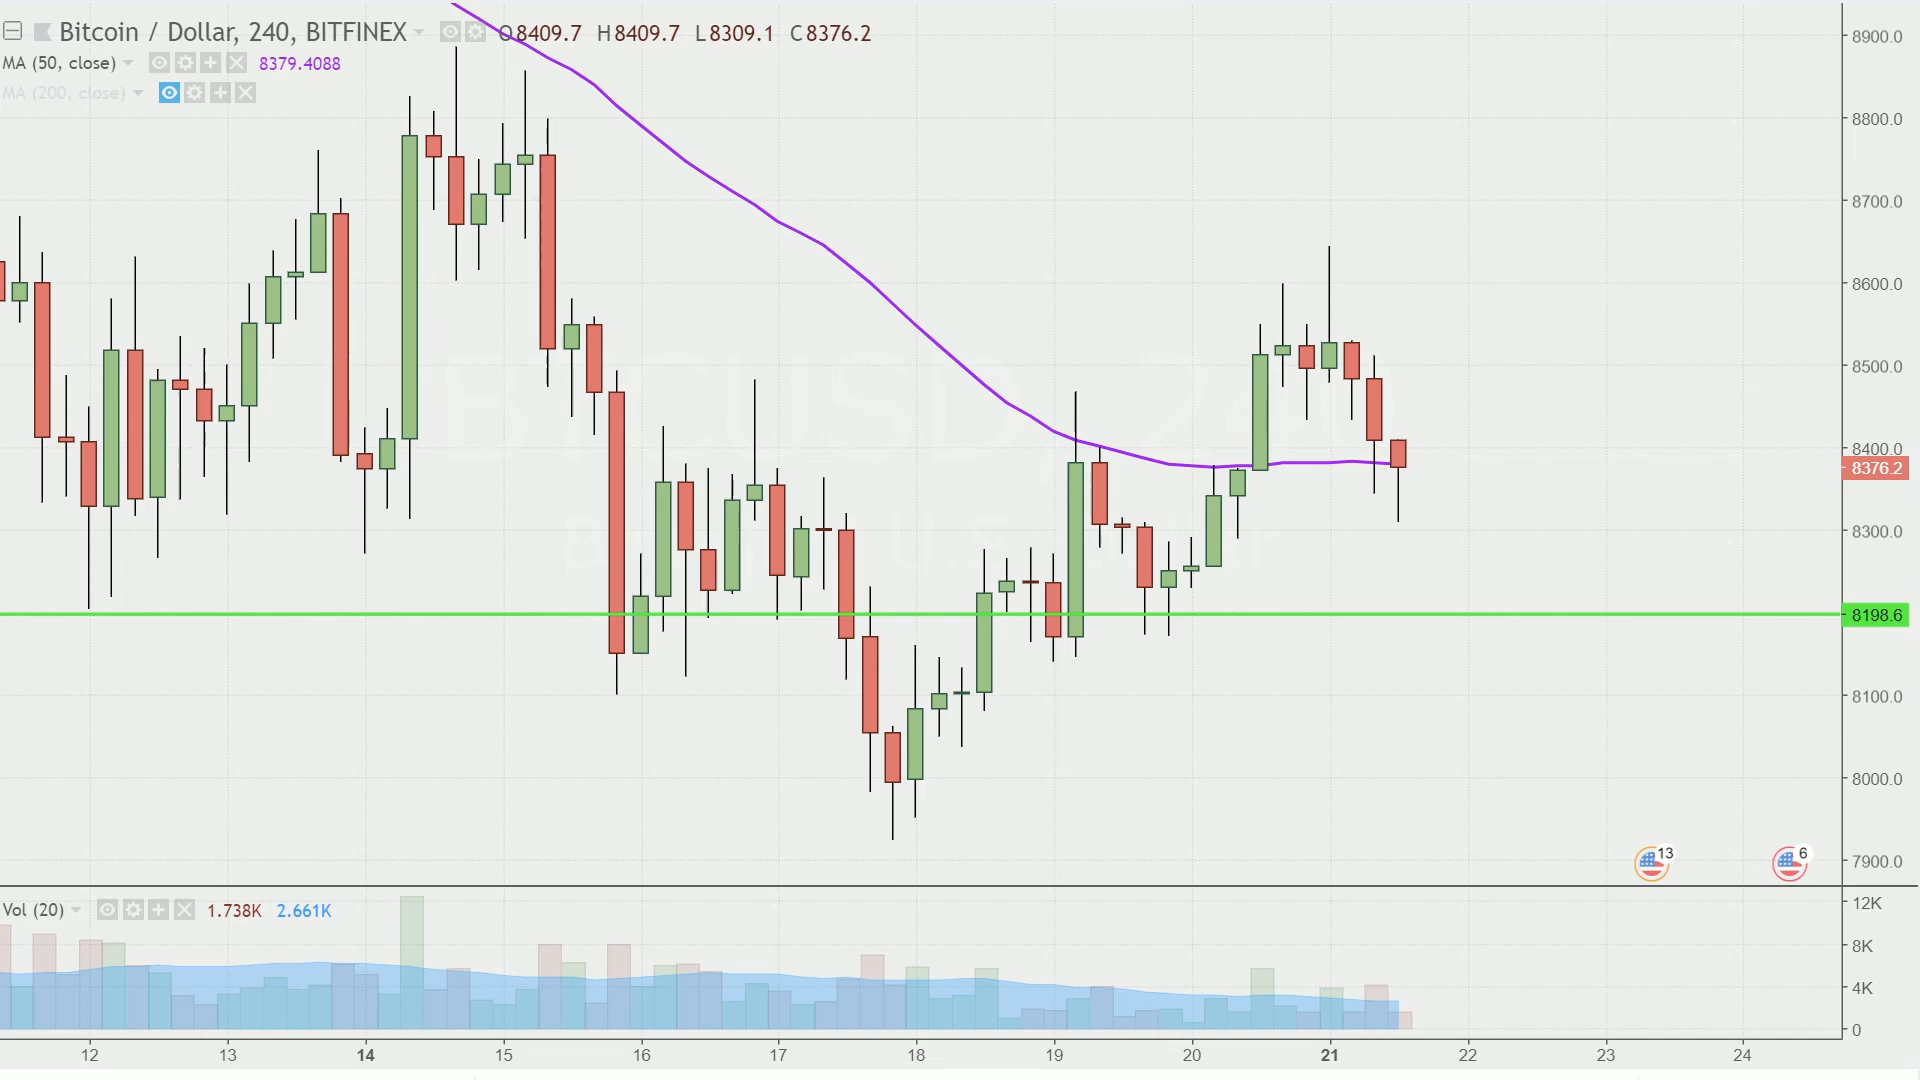 Bitcoin / Dollar, 240, BITFINEX O8409.7 H8409.7 L8309.1 C8376.2
MA (50, close) 8379.4088
MA (200, close)
BTCUSD, 240
8900.0
8800.0
8700.0
8600.0
8500.0
8400.0
8376.2
8300.0
8198.6
8100.0
8000.0
7900.0
13
6
Vol (20) 1.738K 2.661K
12K
8K
4K
0
12 13 14 15 16 17 18 19 20 21 22 23 24